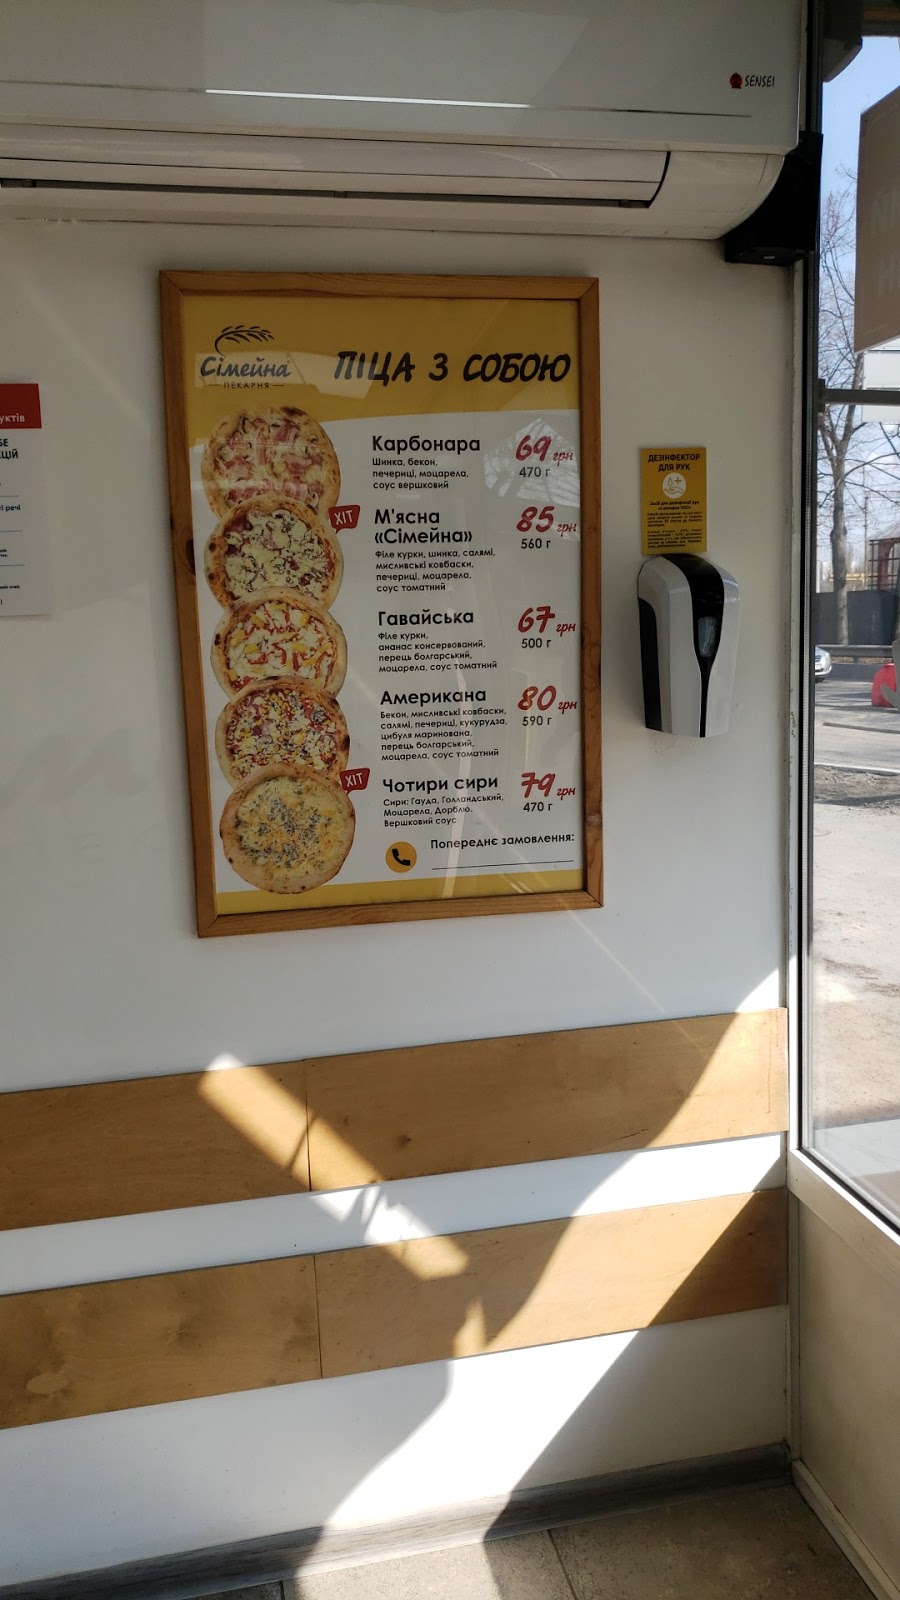 SENSEI
Сімейна
ПЕКАРНЯ
ПІЦА З СОБОЮ
Карбонара
69 грн
Шинка, бекон,
печериці, моцарела,
соус вершковий
470 г
ХІТ
М'ясна
«Сімейна»
85 грн
560 г
Філе курки, шинка, салямі,
мисливські ковбаски,
печериці, моцарела,
соус томатний
Гавайська
67 грн
500 г
Філе курки,
ананас консервований,
перець болгарський,
моцарела, соус томатний
Американа
80 грн
590 г
Бекон, мисливські ковбаски,
салямі, печериці, кукурудза,
цибуля маринована,
перець болгарський,
моцарела, соус томатний
ХІТ
Чотири сири
79 грн
470 г
Сири: Гауда, Голландський,
Моцарела, Дорблю.
Вершковий соус
Попереднє замовлення:
ДЕЗІНФЕКТОР
ДЛЯ РУК
Засіб для дезінфекції рук